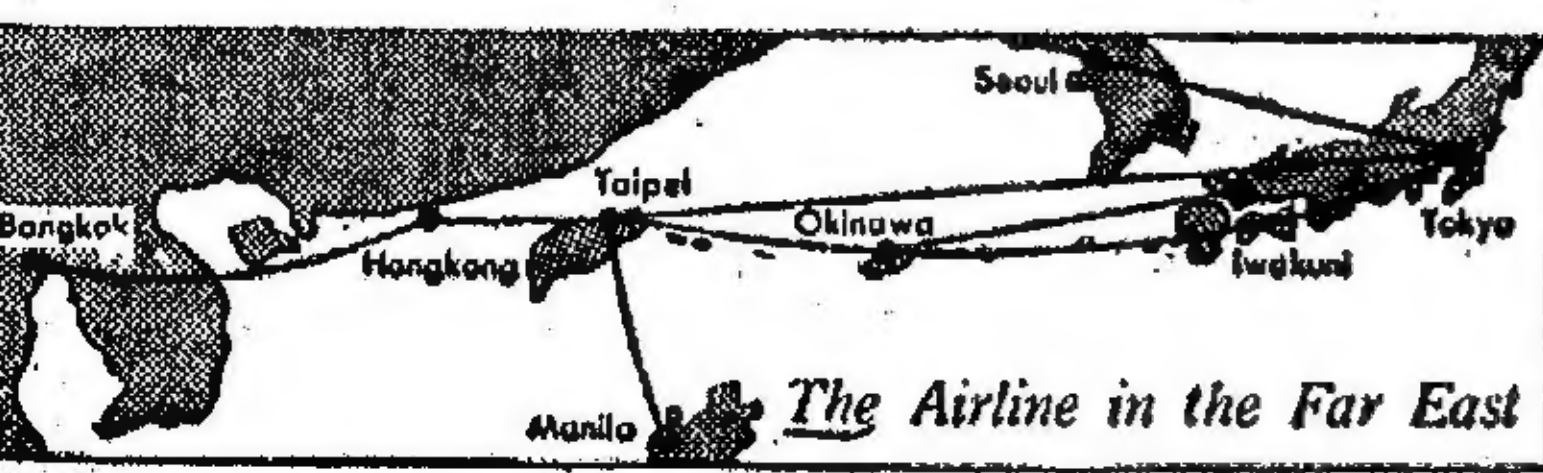 Seoul
Taipei
Bangkok
Okinawa
Tokyo
Hongkong
Iwakuni
Manila
The Airline in the Far East